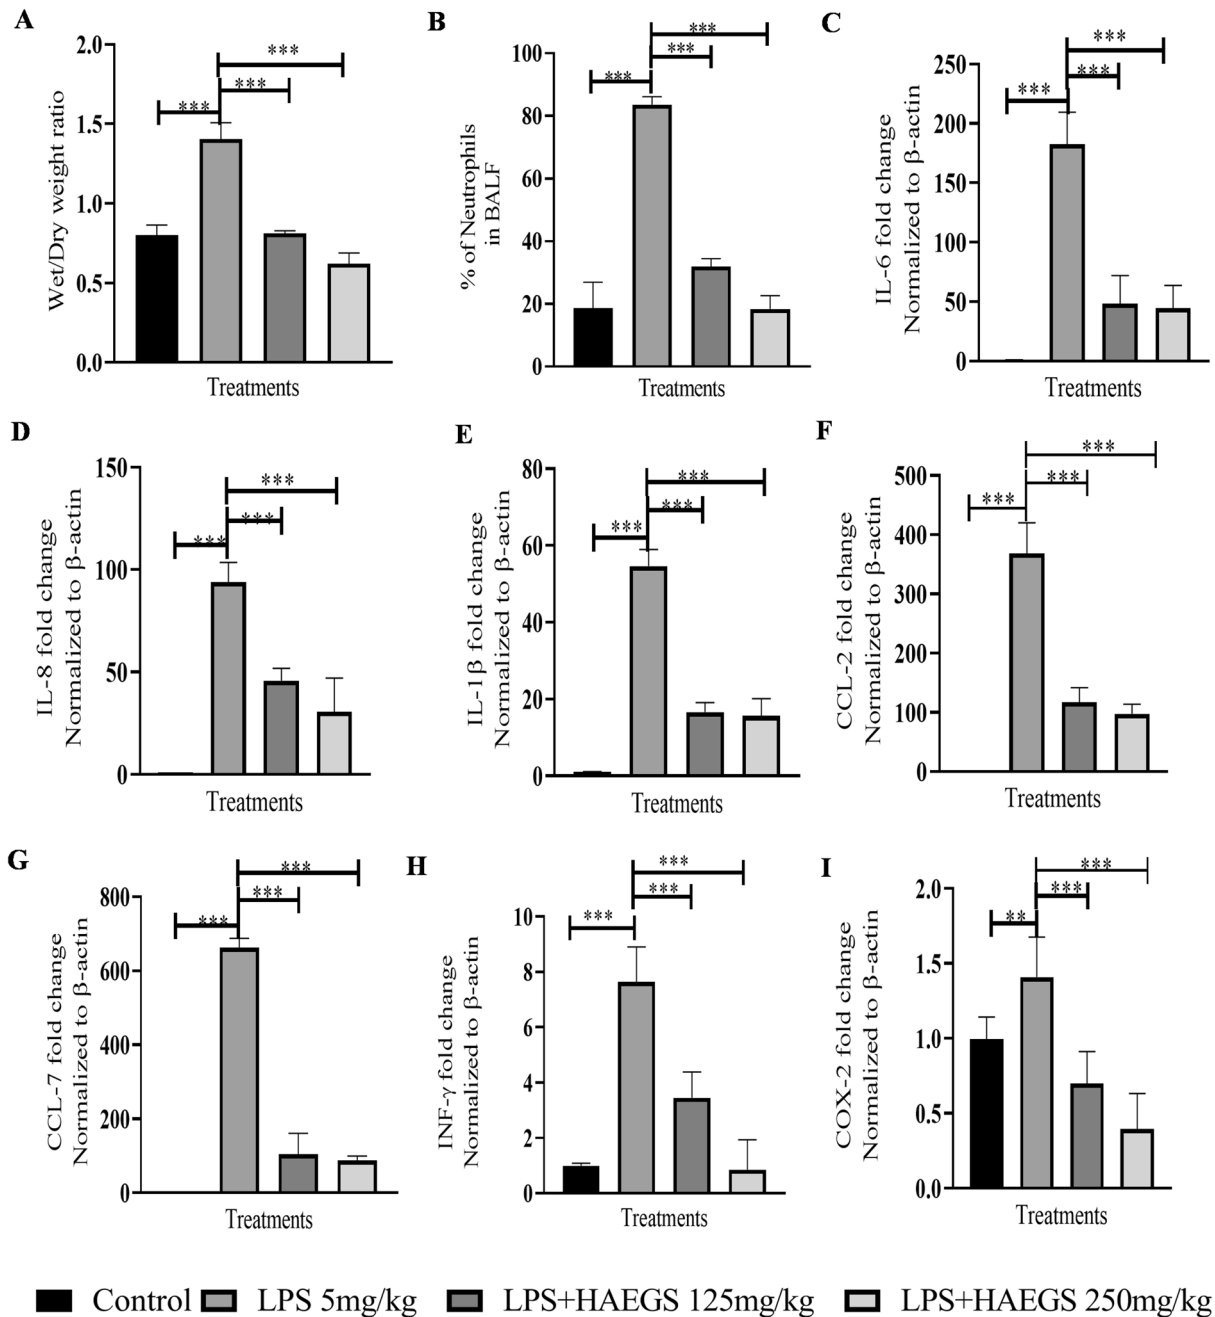 A
Wet/Dry weight ratio
2.0
1.5
1.0
0.5
0.0
***
***
***
Treatments
B
% of Neutrophils
in BALF
100
80
60
40
20
0
***
***
***
Treatments
C
IL-6 fold change
Normalized to β-actin
250
200
150
100
50
0
***
***
***
Treatments
D
IL-8 fold change
Normalized to β-actin
150
100
50
0
***
***
***
Treatments
E
IL-1β fold change
Normalized to β-actin
80
60
40
20
0
***
***
***
Treatments
F
CCL-2 fold change
Normalized to β-actin
500
400
300
200
100
0
***
***
***
Treatments
G
CCL-7 fold change
Normalized to β-actin
800
600
400
200
0
***
***
***
Treatments
H
INF-γ fold change
Normalized to β-actin
10
8
6
4
2
0
***
***
***
Treatments
I
COX-2 fold change
Normalized to β-actin
2.0
1.5
1.0
0.5
0.0
***
***
**
Treatments
Control LPS 5mg/kg LPS+HAEGS 125mg/kg LPS+HAEGS 250mg/kg